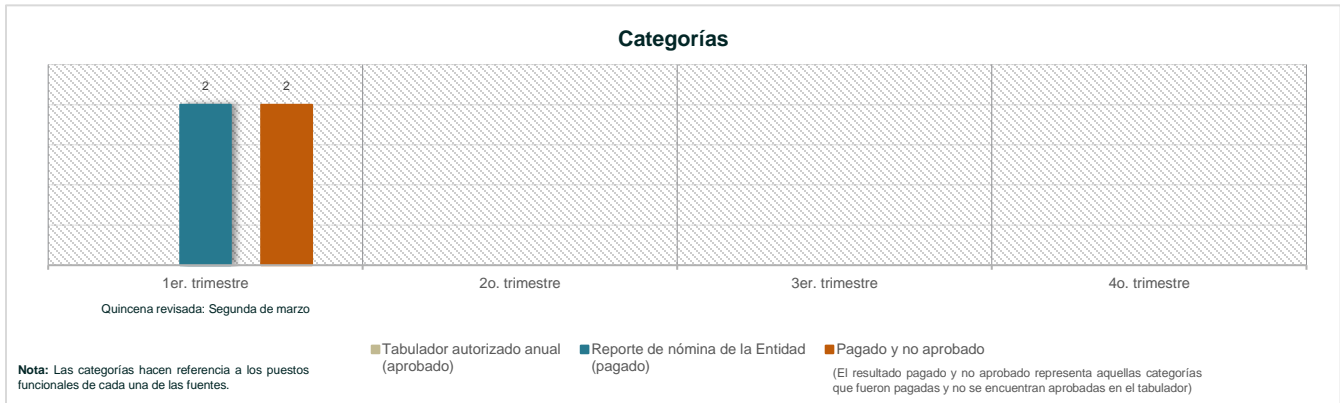 Categorías
2
2
1er. trimestre
2o. trimestre
3er. trimestre
4o. trimestre
Quincena revisada: Segunda de marzo
Tabulador autorizado anual
(aprobado)
Reporte de nómina de la Entidad
(pagado)
Pagado y no aprobado
(El resultado pagado y no aprobado representa aquellas categorías
que fueron pagadas y no se encuentran aprobadas en el tabulador)
Nota: Las categorías hacen referencia a los puestos
funcionales de cada una de las fuentes.